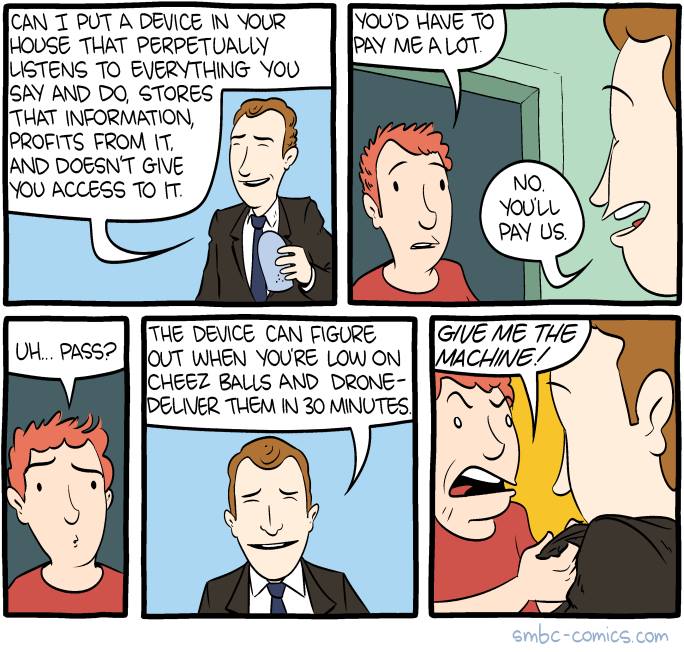 CAN I PUT A DEVICE IN YOUR
HOUSE THAT PERPETUALLY
LISTENS TO EVERYTHING YOU
SAY AND DO, STORES
THAT INFORMATION,
PROFITS FROM IT,
AND DOESN'T GIVE
YOU ACCESS TO IT.
YOU'D HAVE TO
PAY ME A LOT.
NO.
YOU'LL
PAY US.
UH... PASS?
THE DEVICE CAN FIGURE
OUT WHEN YOU'RE LOW ON
CHEEZ BALLS AND DRONE-
DELIVER THEM IN 30 MINUTES.
GIVE ME THE
MACHINE!
smbc-comics.com